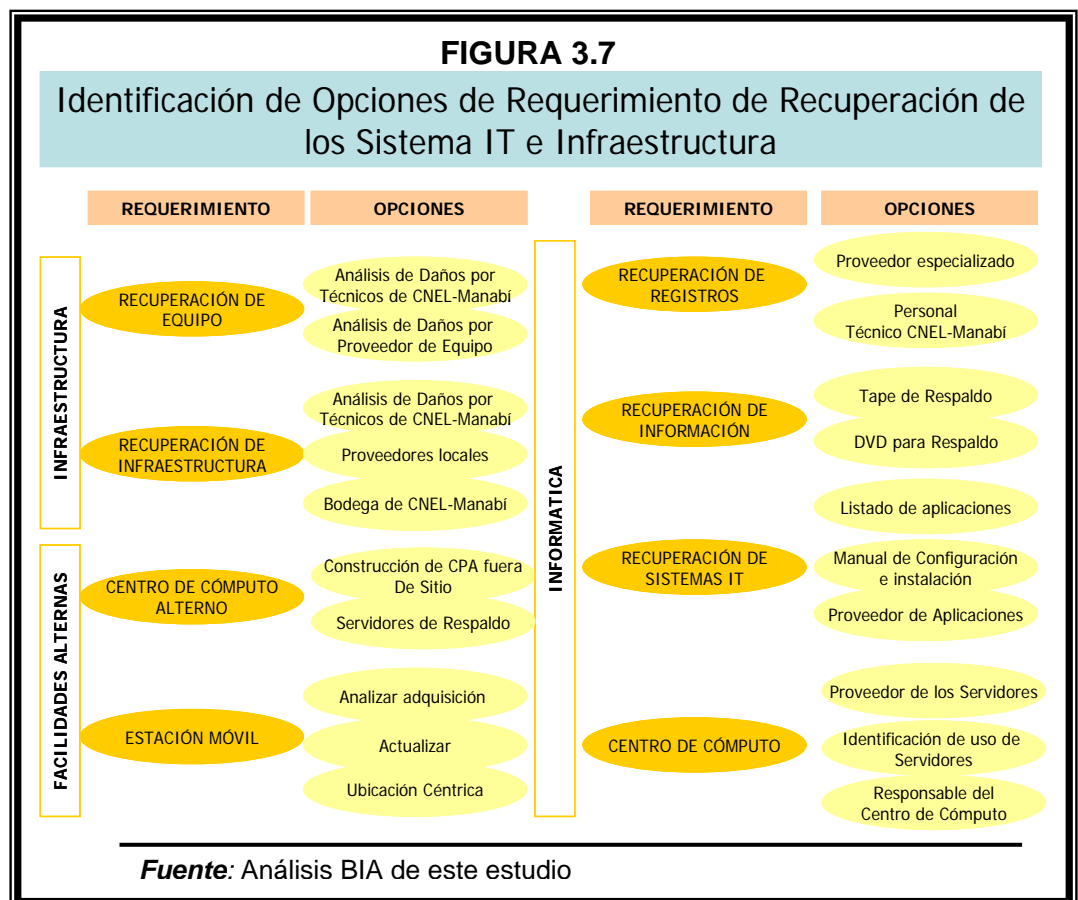 FIGURA 3.7
Identificación de Opciones de Requerimiento de Recuperación de
los Sistema IT e Infraestructura
REQUERIMIENTO
OPCIONES
INFRAESTRUCTURA
RECUPERACIÓN DE
EQUIPO
Análisis de Daños por
Técnicos de CNEL-Manabí
Análisis de Daños por
Proveedor de Equipo
RECUPERACIÓN DE
INFRAESTRUCTURA
Análisis de Daños por
Técnicos de CNEL-Manabí
Proveedores locales
Bodega de CNEL-Manabí
FACILIDADES ALTERNAS
CENTRO DE CÓMPUTO
ALTERNO
Construcción de CPA fuera
De Sitio
Servidores de Respaldo
ESTACIÓN MÓVIL
Analizar adquisición
Actualizar
Ubicación Céntrica
REQUERIMIENTO
OPCIONES
INFORMATICA
RECUPERACIÓN DE
REGISTROS
Proveedor especializado
Personal
Técnico CNEL-Manabí
RECUPERACIÓN DE
INFORMACIÓN
Tape de Respaldo
DVD para Respaldo
RECUPERACIÓN DE
SISTEMAS IT
Listado de aplicaciones
Manual de Configuración
e instalación
Proveedor de Aplicaciones
CENTRO DE CÓMPUTO
Proveedor de los Servidores
Identificación de uso de
Servidores
Responsable del
Centro de Cómputo
Fuente: Análisis BIA de este estudio